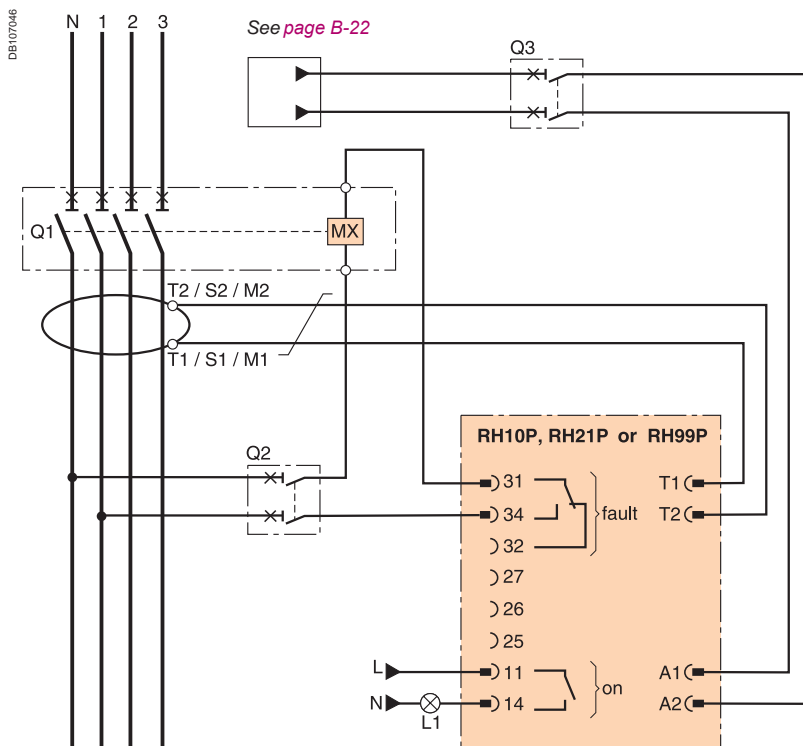 DB107046
N 1 2 3
See page B-22
Q3
Q1
MX
T2 / S2 / M2
T1 / S1 / M1
Q2
RH10P, RH21P or RH99P
31
T1
34
fault
T2
32
27
26
25
L
11
A1
on
N
L1
14
A2